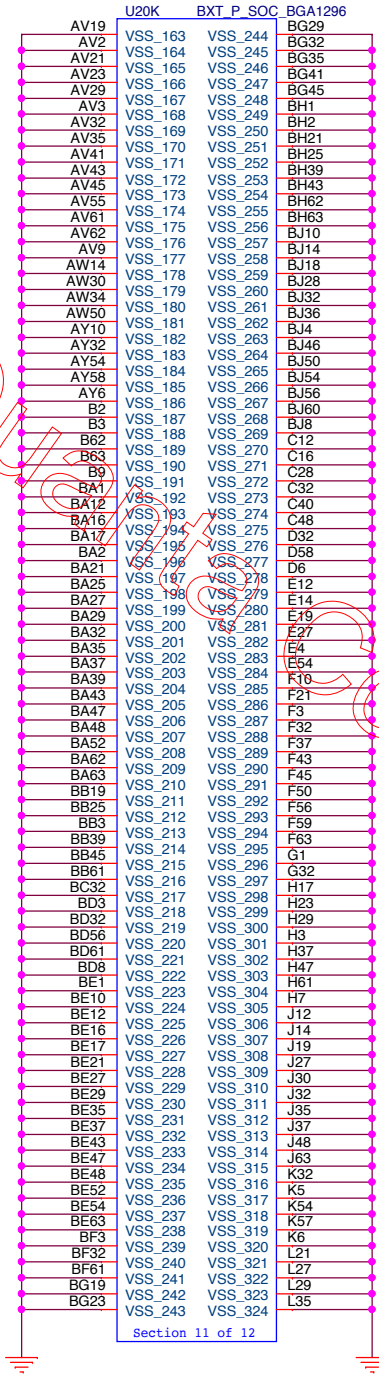 U20K BXT_P_SOC_BGA1296
AV19 VSS_163 VSS_244 BG29
AV2 VSS_164 VSS_245 BG32
AV21 VSS_165 VSS_246 BG35
AV23 VSS_166 VSS_247 BG41
AV29 VSS_167 VSS_248 BG45
AV3 VSS_168 VSS_249 BH1
AV32 VSS_169 VSS_250 BH2
AV35 VSS_170 VSS_251 BH21
AV41 VSS_171 VSS_252 BH25
AV43 VSS_172 VSS_253 BH39
AV45 VSS_173 VSS_254 BH43
AV55 VSS_174 VSS_255 BH62
AV61 VSS_175 VSS_256 BH63
AV62 VSS_176 VSS_257 BJ10
AV9 VSS_177 VSS_258 BJ14
AW14 VSS_178 VSS_259 BJ18
AW30 VSS_179 VSS_260 BJ28
AW34 VSS_180 VSS_261 BJ32
AW50 VSS_181 VSS_262 BJ36
AY10 VSS_182 VSS_263 BJ4
AY32 VSS_183 VSS_264 BJ46
AY54 VSS_184 VSS_265 BJ50
AY58 VSS_185 VSS_266 BJ54
AY6 VSS_186 VSS_267 BJ56
B2 VSS_187 VSS_268 BJ60
B3 VSS_188 VSS_269 BJ8
B62 VSS_189 VSS_270 C12
B63 VSS_190 VSS_271 C16
B9 VSS_191 VSS_272 C28
BA1 VSS_192 VSS_273 C32
BA12 VSS_193 VSS_274 C40
BA16 VSS_194 VSS_275 C48
BA17 VSS_195 VSS_276 D32
BA2 VSS_196 VSS_277 D58
BA21 VSS_197 VSS_278 D6
BA25 VSS_198 VSS_279 E12
BA27 VSS_199 VSS_280 E14
BA29 VSS_200 VSS_281 E19
BA32 VSS_201 VSS_282 E27
BA35 VSS_202 VSS_283 E4
BA37 VSS_203 VSS_284 E54
BA39 VSS_204 VSS_285 F10
BA43 VSS_205 VSS_286 F21
BA47 VSS_206 VSS_287 F3
BA48 VSS_207 VSS_288 F32
BA52 VSS_208 VSS_289 F37
BA62 VSS_209 VSS_290 F43
BA63 VSS_210 VSS_291 F45
BB19 VSS_211 VSS_292 F50
BB25 VSS_212 VSS_293 F56
BB3 VSS_213 VSS_294 F59
BB39 VSS_214 VSS_295 F63
BB45 VSS_215 VSS_296 G1
BB61 VSS_216 VSS_297 G32
BC32 VSS_217 VSS_298 H17
BD3 VSS_218 VSS_299 H23
BD32 VSS_219 VSS_300 H29
BD56 VSS_220 VSS_301 H3
BD61 VSS_221 VSS_302 H37
BD8 VSS_222 VSS_303 H47
BE1 VSS_223 VSS_304 H61
BE10 VSS_224 VSS_305 H7
BE12 VSS_225 VSS_306 J12
BE16 VSS_226 VSS_307 J14
BE17 VSS_227 VSS_308 J19
BE21 VSS_228 VSS_309 J27
BE27 VSS_229 VSS_310 J30
BE29 VSS_230 VSS_311 J32
BE35 VSS_231 VSS_312 J35
BE37 VSS_232 VSS_313 J37
BE43 VSS_233 VSS_314 J48
BE47 VSS_234 VSS_315 J63
BE48 VSS_235 VSS_316 K32
BE52 VSS_236 VSS_317 K5
BE54 VSS_237 VSS_318 K54
BE63 VSS_238 VSS_319 K57
BF3 VSS_239 VSS_320 K6
BF32 VSS_240 VSS_321 L21
BF61 VSS_241 VSS_322 L27
BG19 VSS_242 VSS_323 L29
BG23 VSS_243 VSS_324 L35
Section 11 of 12